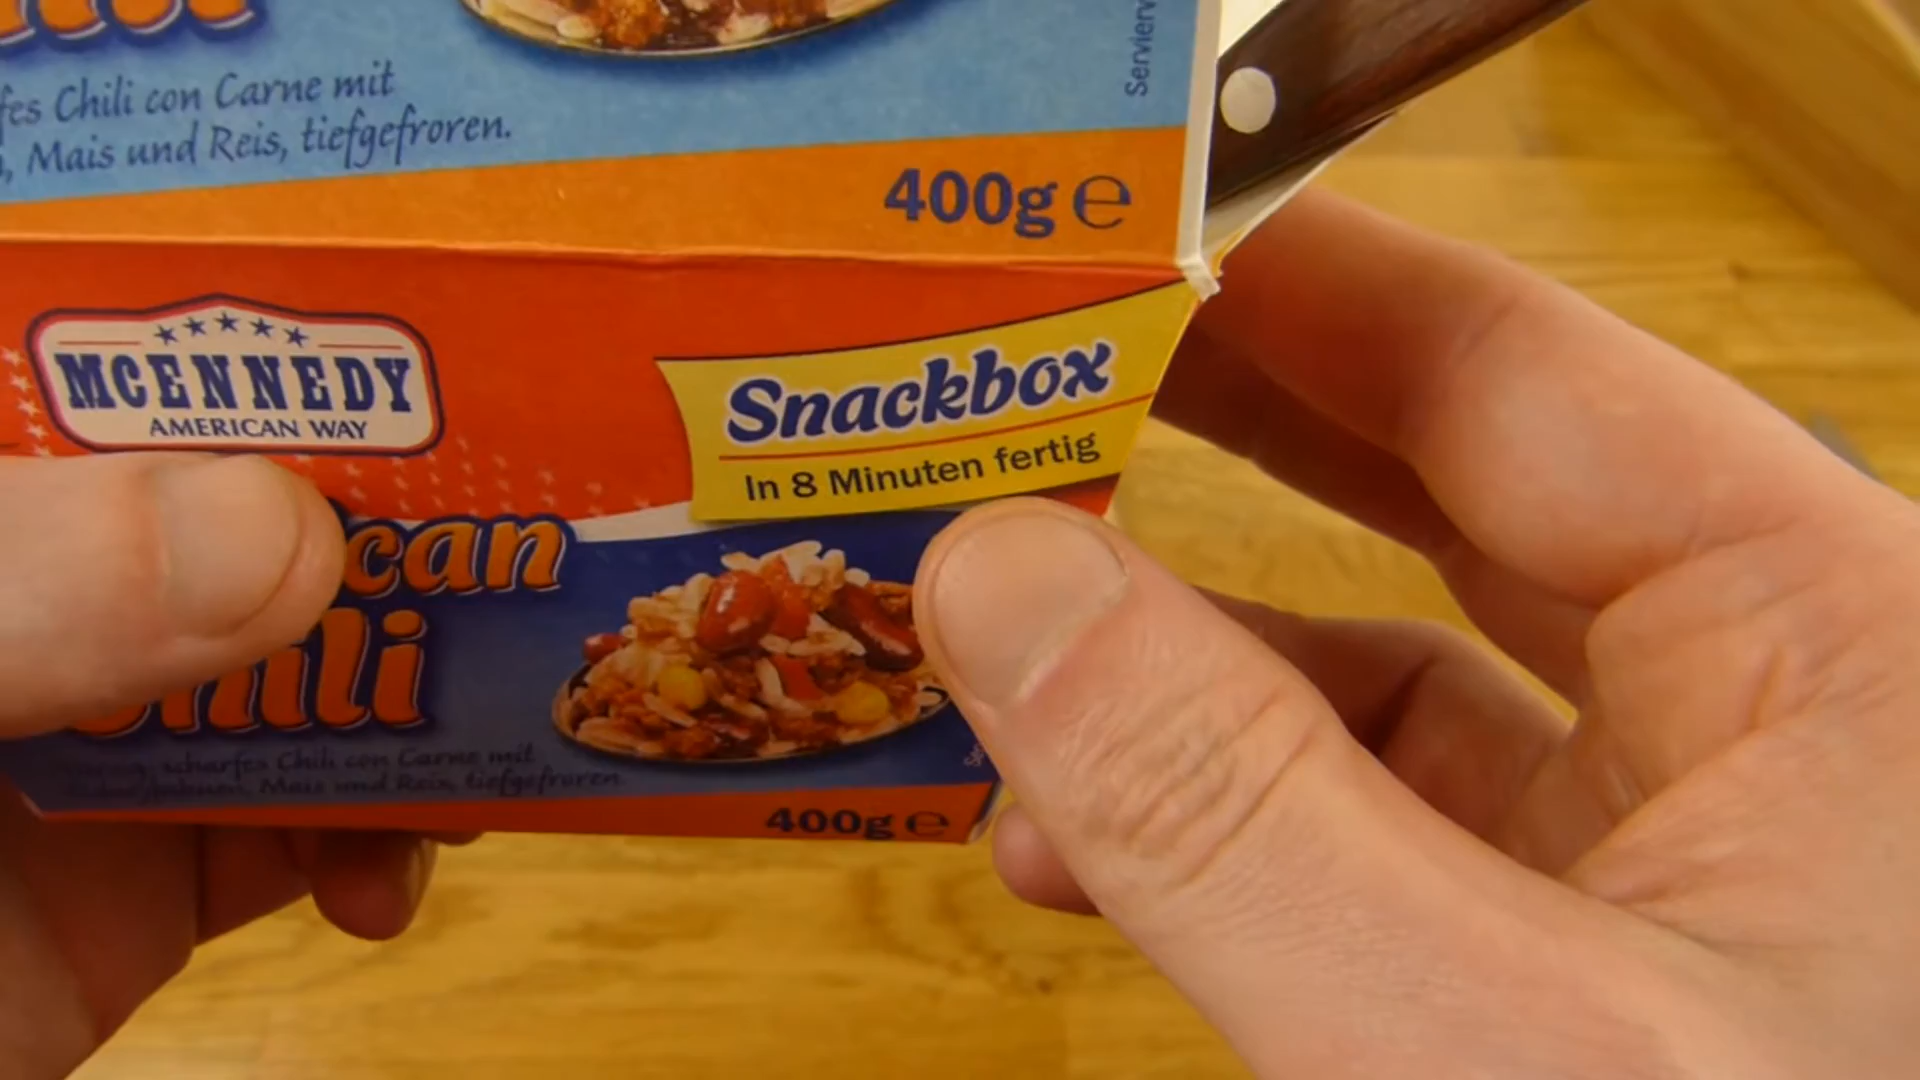 fes Chili con Carne mit
, Mais und Reis, tiefgefroren.
Servierv
400g e
MCENNEDY
AMERICAN WAY
Snackbox
In 8 Minuten fertig
can
hili
scharfes Chili con Carne mit
Mais und Reis, tiefgefroren
400g e